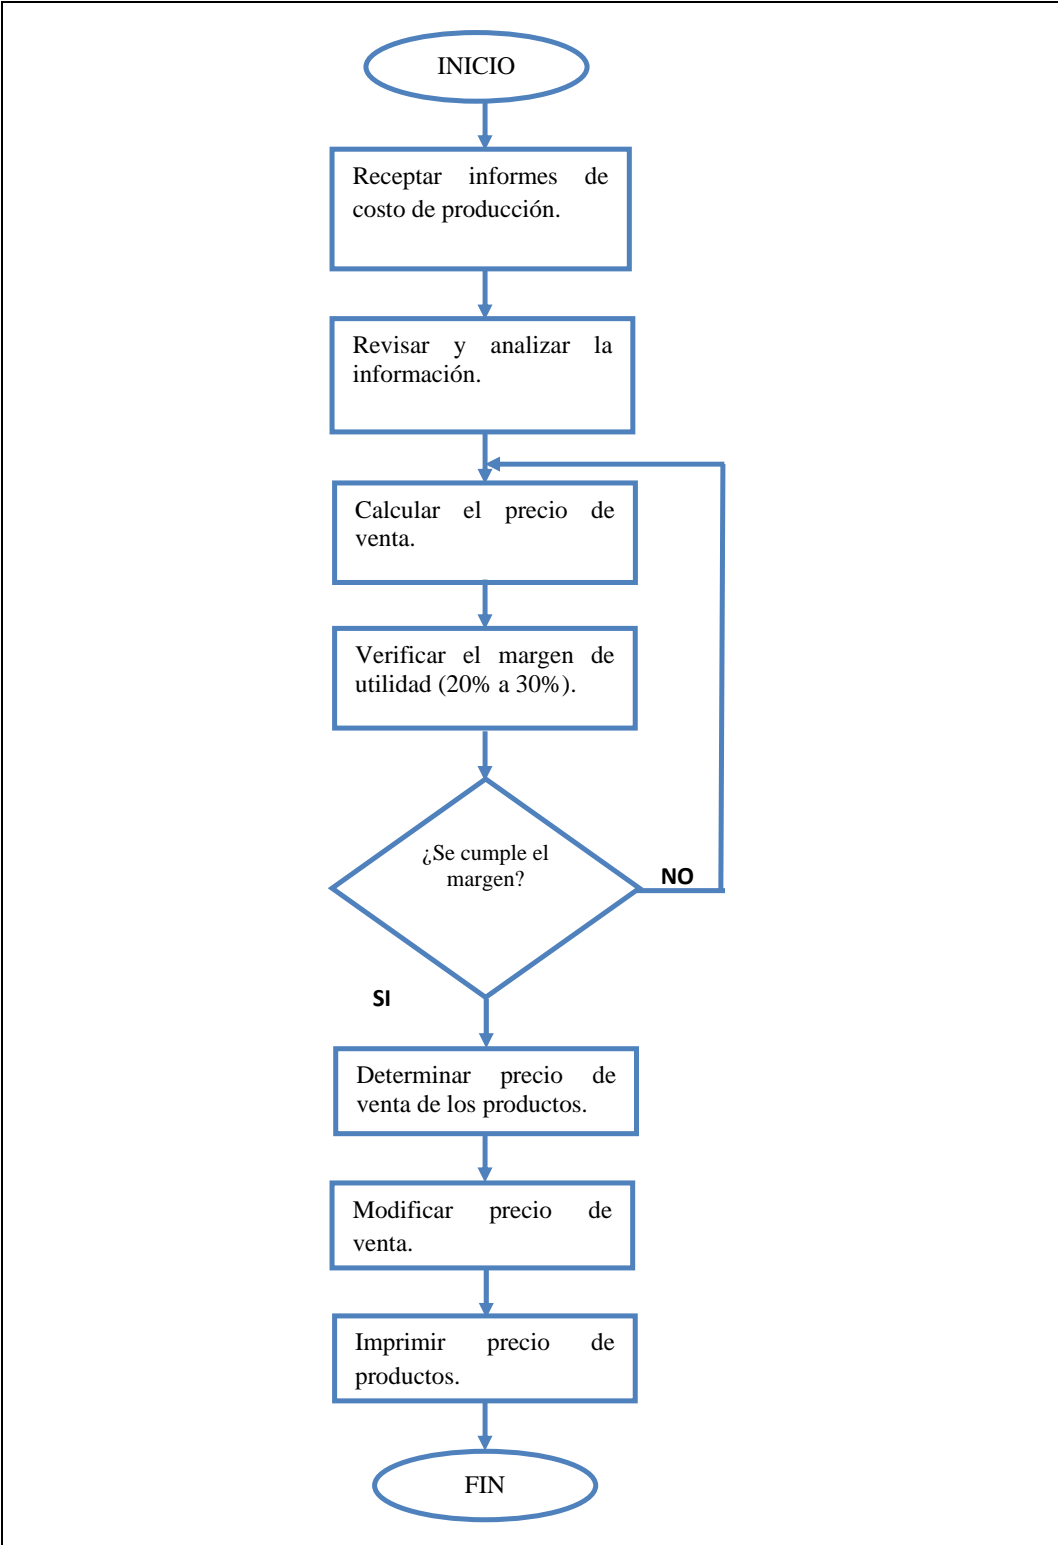 INICIO
Receptar informes de
costo de producción.
Revisar y analizar la
información.
Calcular el precio de
venta.
Verificar el margen de
utilidad (20% a 30%).
¿Se cumple el
margen?
NO
SI
Determinar precio de
venta de los productos.
Modificar precio de
venta.
Imprimir precio de
productos.
FIN